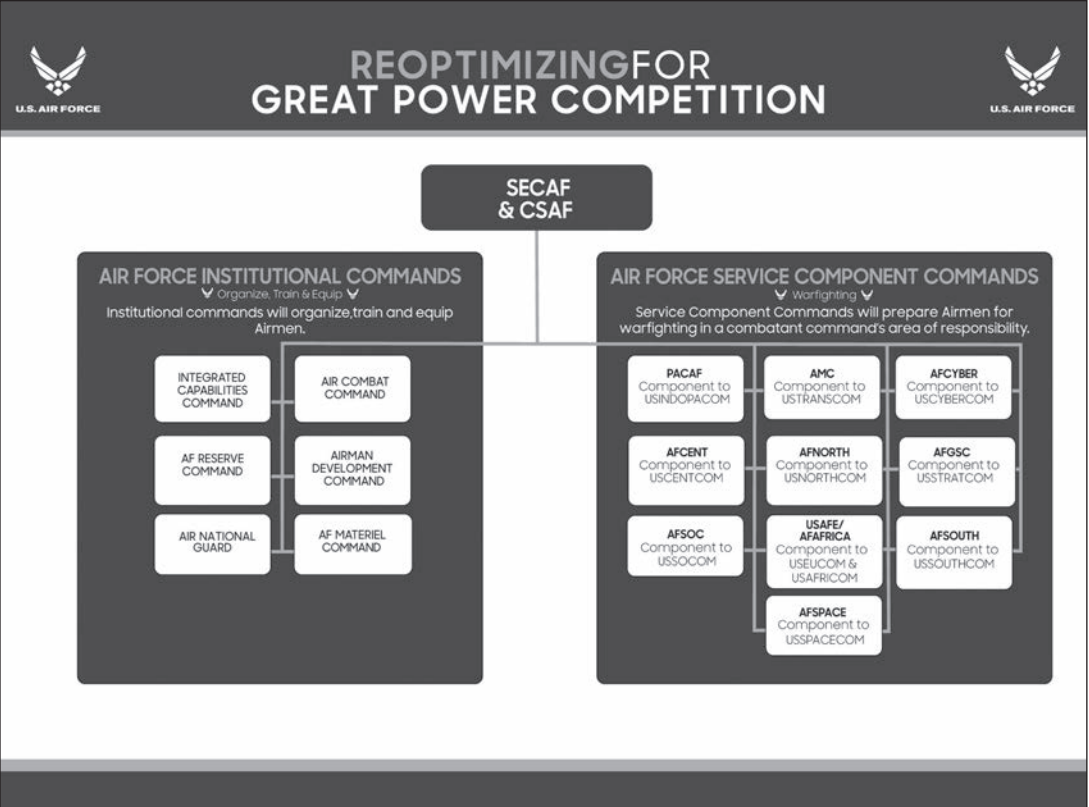 REOPTIMIZINGFOR
GREAT POWER COMPETITION
U.S. AIR FORCE
U.S. AIR FORCE
SECAF
& CSAF
AIR FORCE INSTITUTIONAL COMMANDS
Organize, Train & Equip
Institutional commands will organize,train and equip
Airmen.
INTEGRATED
CAPABILITIES
COMMAND
AIR COMBAT
COMMAND
AF RESERVE
COMMAND
AIRMAN
DEVELOPMENT
COMMAND
AIR NATIONAL
GUARD
AF MATERIEL
COMMAND
AIR FORCE SERVICE COMPONENT COMMANDS
Warfighting
Service Component Commands will prepare Airmen for
warfighting in a combatant command's area of responsibility.
PACAF
Component to
USINDOPACOM
AMC
Component to
USTRANSCOM
AFCYBER
Component to
USCYBERCOM
AFCENT
Component to
USCENTCOM
AFNORTH
Component to
USNORTHCOM
AFGSC
Component to
USSTRATCOM
AFSOC
Component to
USSOCOM
USAFE/
AFAFRICA
Component to
USEUCOM &
USAFRICOM
AFSOUTH
Component to
USSOUTHCOM
AFSPACE
Component to
USSPACECOM